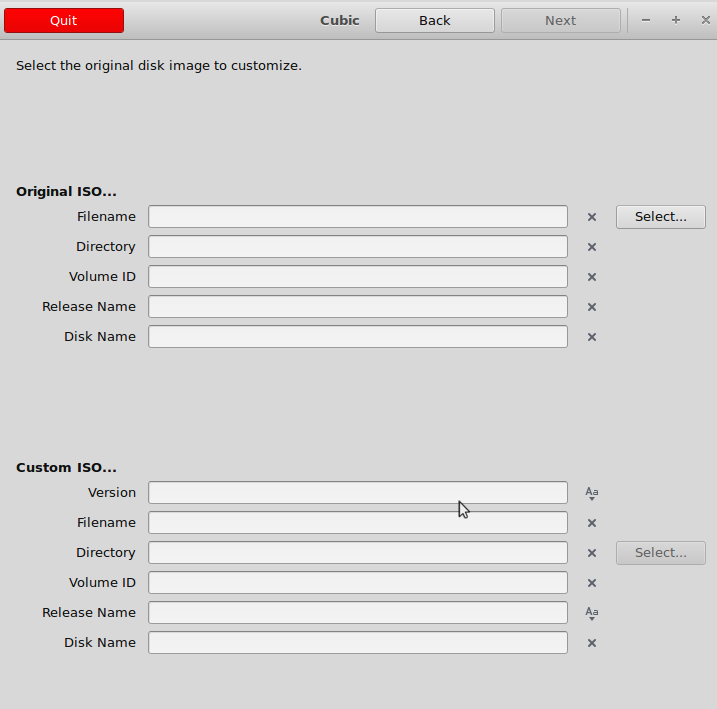 Quit Cubic Back Next
Select the original disk image to customize.
Original ISO...
Filename Select...
Directory
Volume ID
Release Name
Disk Name
Custom ISO...
Version Aa
Filename
Directory Select...
Volume ID
Release Name Aa
Disk Name